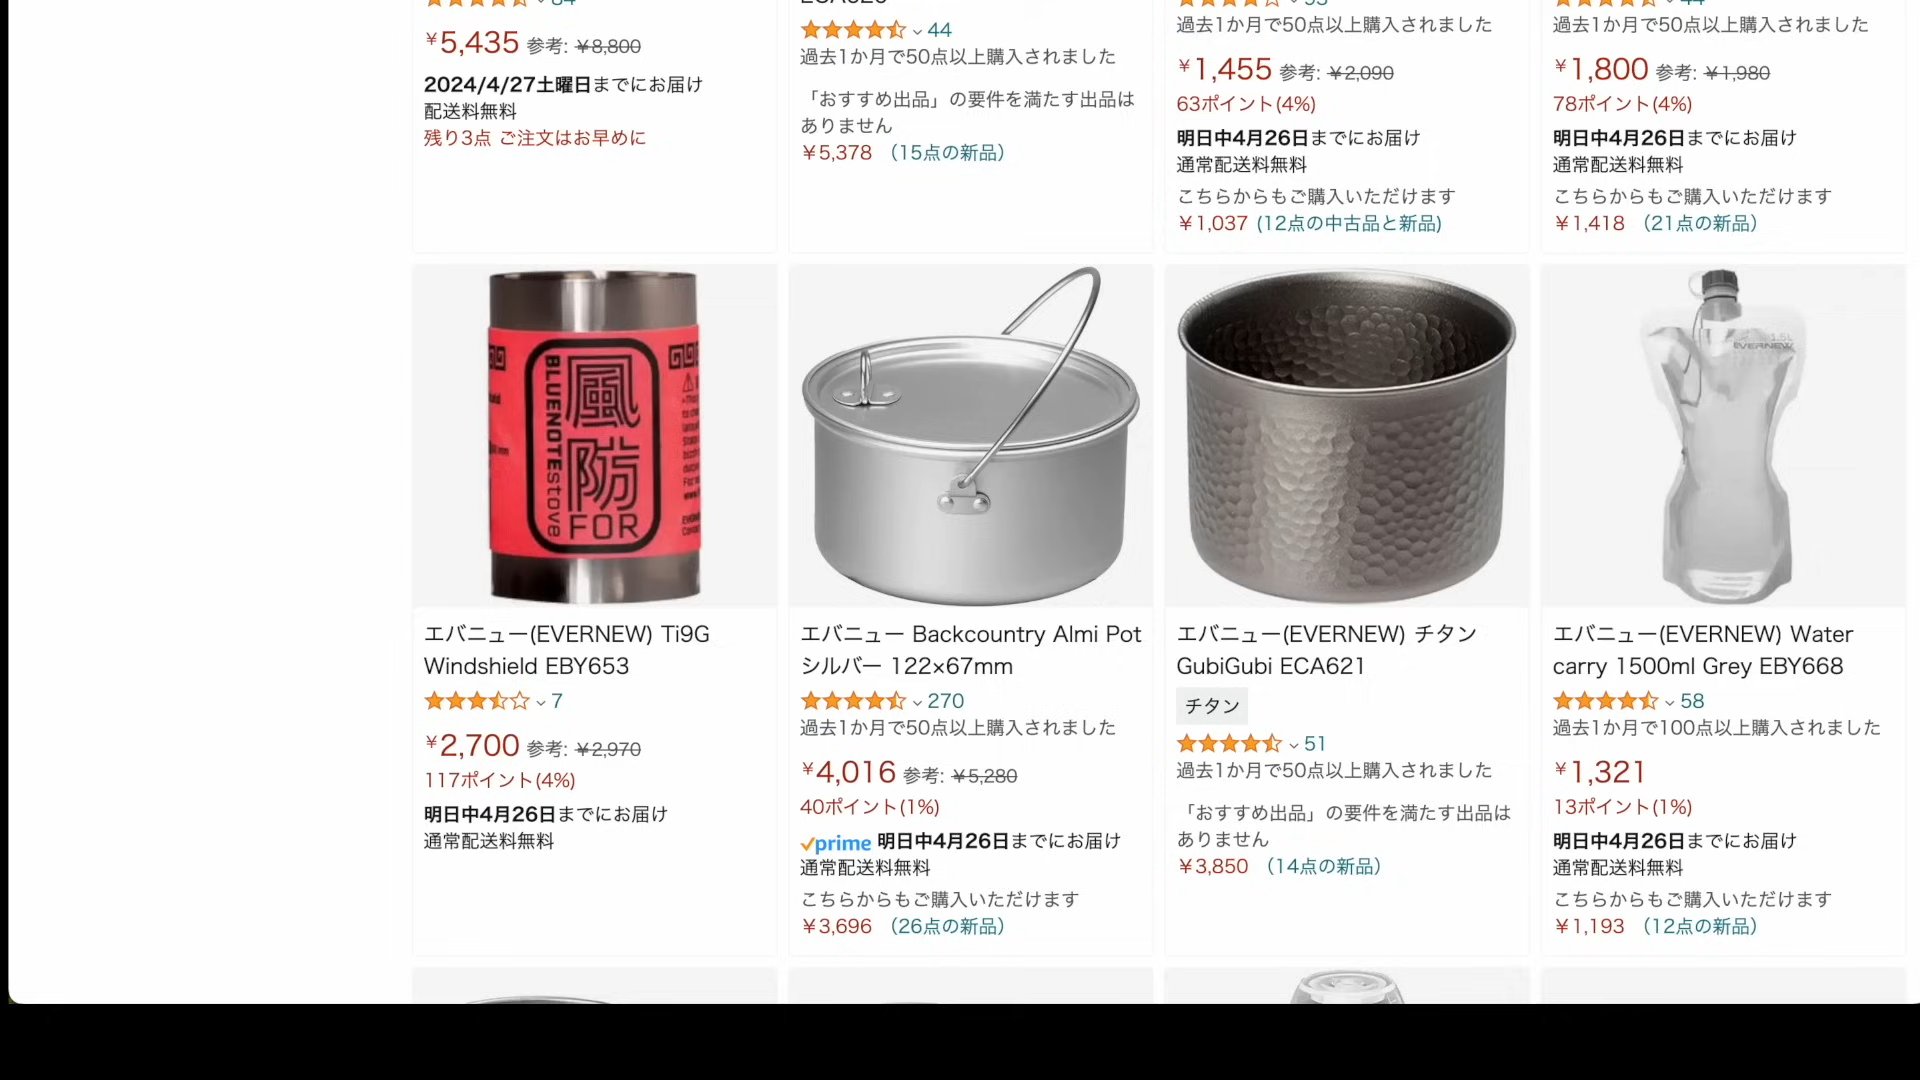 ¥5,435 参考: ¥8,800
2024/4/27土曜日までにお届け
配送料無料
残り3点 ご注文はお早めに
44
過去1か月で50点以上購入されました
「おすすめ出品」の要件を満たす出品は
ありません
¥5,378 (15点の新品)
過去1か月で50点以上購入されました
¥1,455 参考: ¥2,090
63ポイント(4%)
明日中4月26日までにお届け
通常配送料無料
こちらからもご購入いただけます
¥1,037 (12点の中古品と新品)
過去1か月で50点以上購入されました
¥1,800 参考: ¥1,980
78ポイント(4%)
明日中4月26日までにお届け
通常配送料無料
こちらからもご購入いただけます
¥1,418 (21点の新品)
風
防
FOR
BLUENOTEstove
1.5L
EVERNEW
エバニュー(EVERNEW) Ti9G
Windshield EBY653
7
¥2,700 参考: ¥2,970
117ポイント(4%)
明日中4月26日までにお届け
通常配送料無料
エバニュー Backcountry Almi Pot
シルバー 122×67mm
270
過去1か月で50点以上購入されました
¥4,016 参考: ¥5,280
40ポイント(1%)
prime 明日中4月26日までにお届け
通常配送料無料
こちらからもご購入いただけます
¥3,696 (26点の新品)
エバニュー(EVERNEW) チタン
GubiGubi ECA621
チタン
51
過去1か月で50点以上購入されました
「おすすめ出品」の要件を満たす出品は
ありません
¥3,850 (14点の新品)
エバニュー(EVERNEW) Water
carry 1500ml Grey EBY668
58
過去1か月で100点以上購入されました
¥1,321
13ポイント(1%)
明日中4月26日までにお届け
通常配送料無料
こちらからもご購入いただけます
¥1,193 (12点の新品)